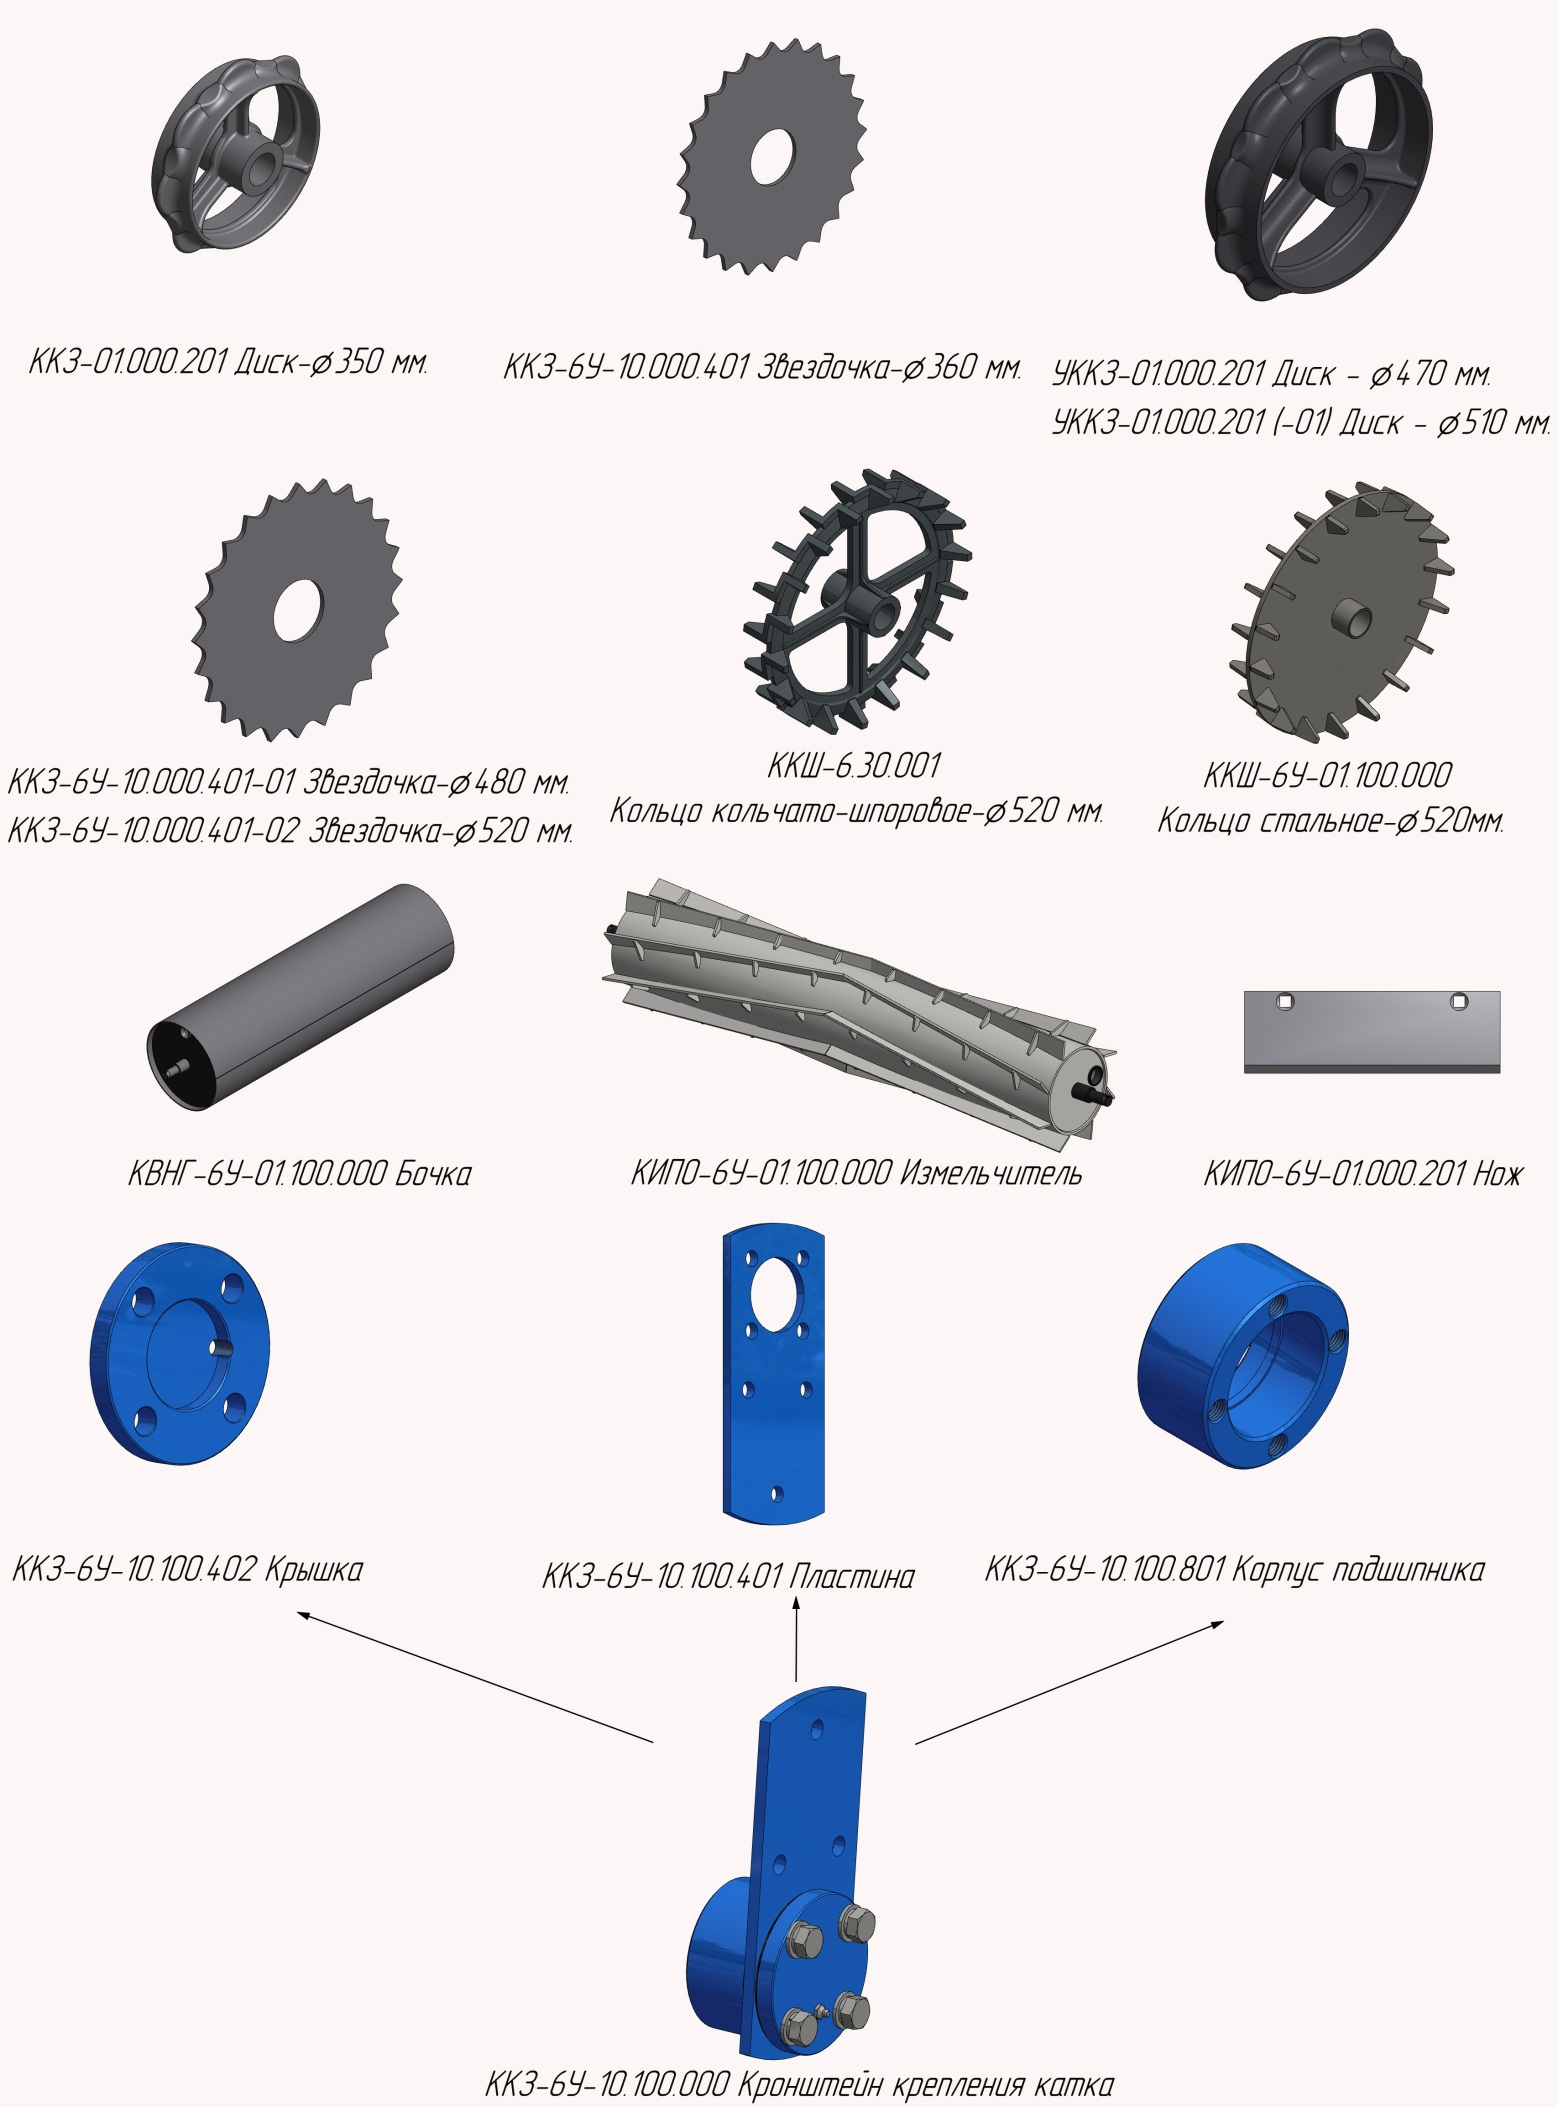 ККЗ-01.000.201 Диск-⌀350 мм.
ККЗ-6У-10.000.401 Звездочка-⌀360 мм.
УККЗ-01.000.201 Диск - ⌀470 мм.
УККЗ-01.000.201 (-01) Диск - ⌀510 мм.
ККЗ-6У-10.000.401-01 Звездочка-⌀480 мм.
ККЗ-6У-10.000.401-02 Звездочка-⌀520 мм.
ККШ-6.30.001
Кольцо кольчато-шпоровое-⌀520 мм.
ККШ-6У-01.100.000
Кольцо стальное-⌀520мм.
КВНГ-6У-01.100.000 Бочка
КИПО-6У-01.100.000 Измельчитель
КИПО-6У-01.000.201 Нож
ККЗ-6У-10.100.402 Крышка
ККЗ-6У-10.100.401 Пластина
ККЗ-6У-10.100.801 Корпус подшипника
ККЗ-6У-10.100.000 Кронштейн крепления катка